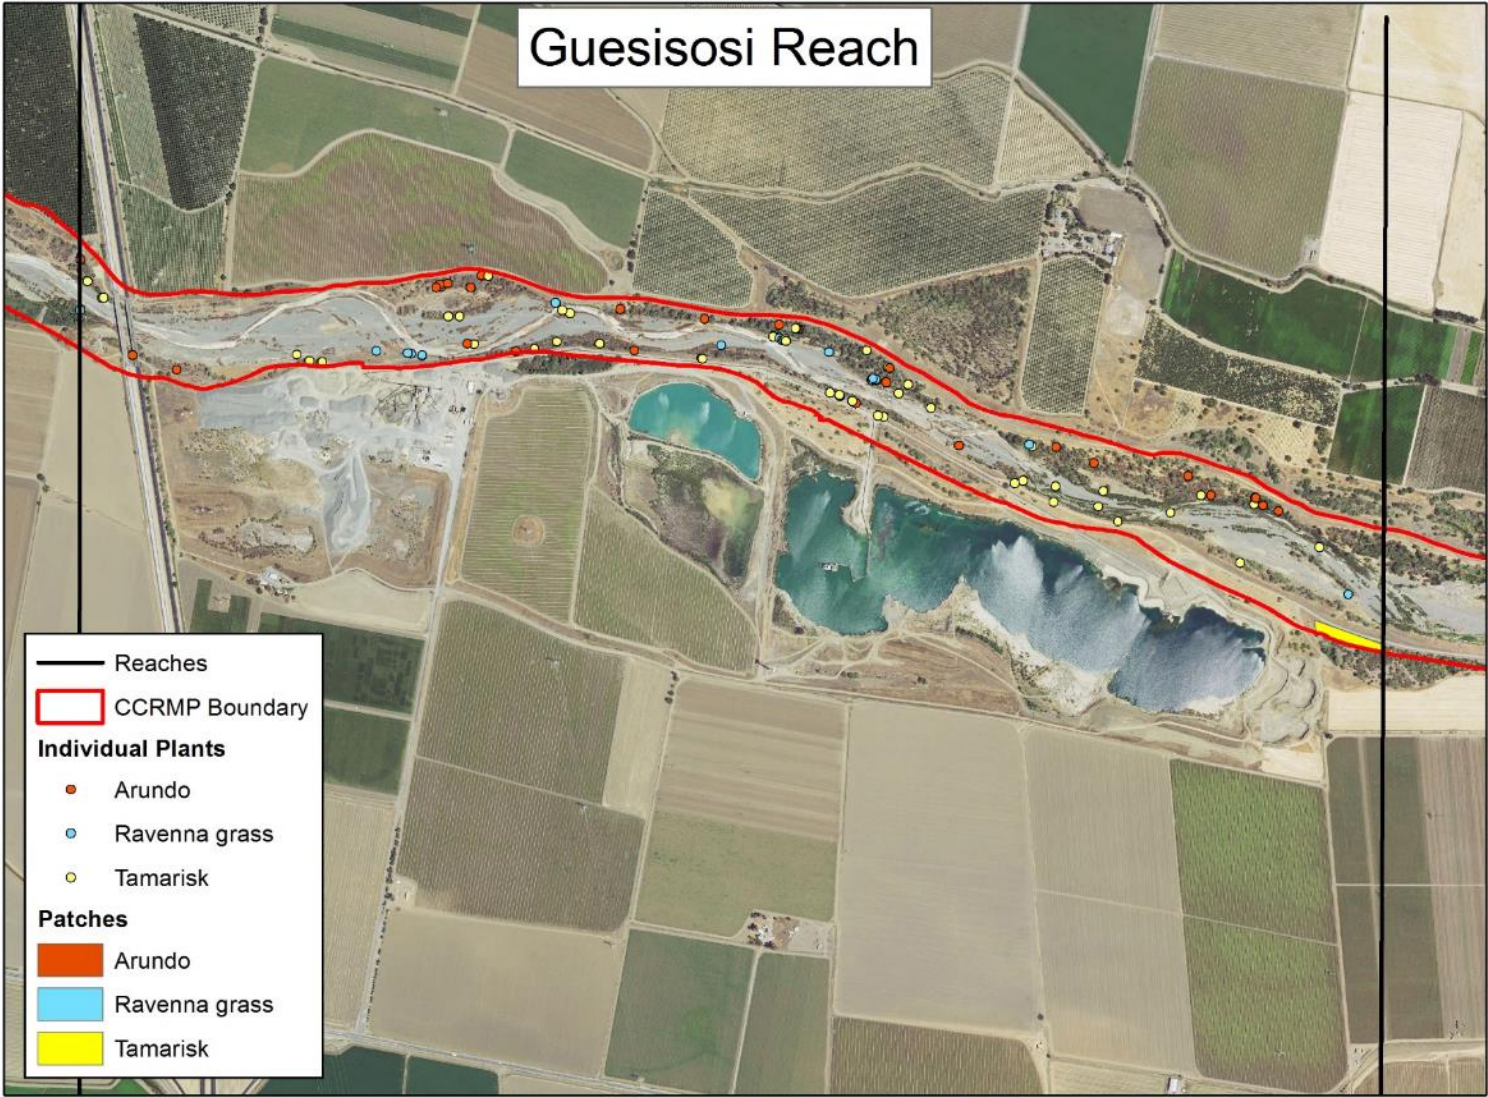 Guesisosi Reach
Reaches
CCRMP Boundary
Individual Plants
Arundo
Ravenna grass
Tamarisk
Patches
Arundo
Ravenna grass
Tamarisk